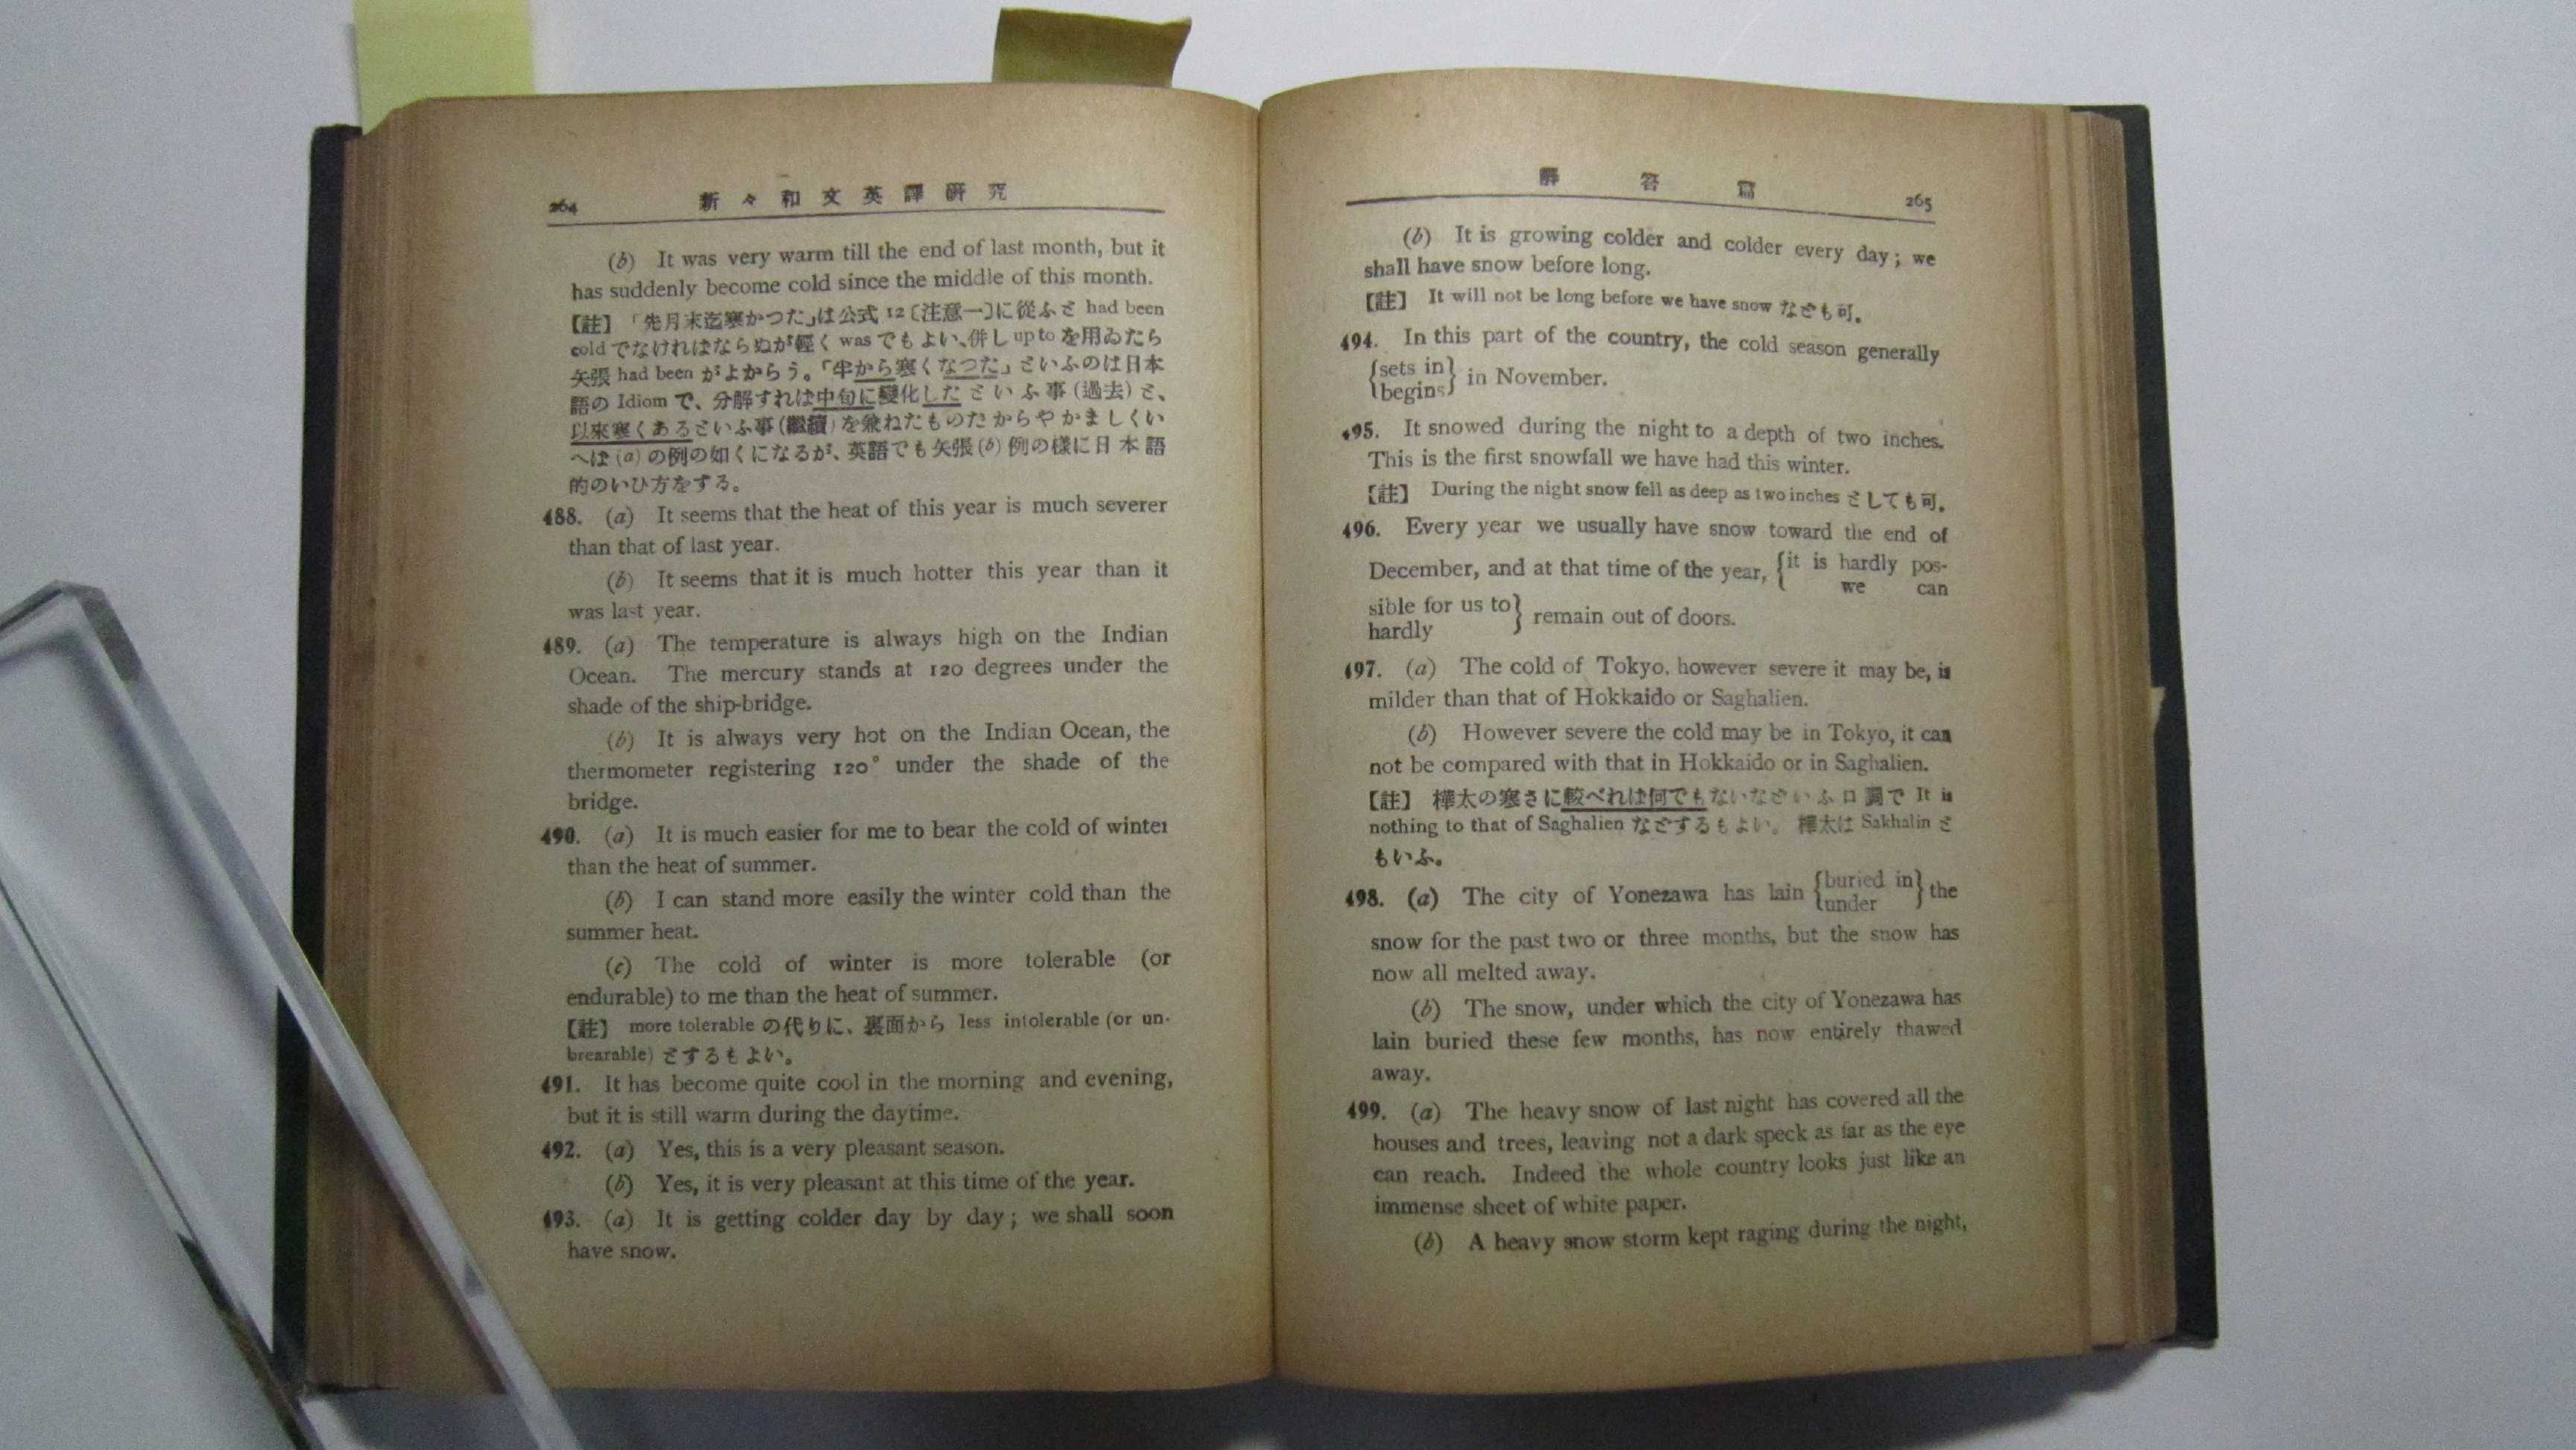 264 新々和文英譯研究
(b) It was very warm till the end of last month, but it
has suddenly become cold since the middle of this month.
【註】「先月末迄寒かつた」は公式 12〔注意一〕に從ふと had been
cold でなければならぬが輕く was でもよい、併し up to を用ゐたら
矢張 had been がよからう。「半から寒くなつた」といふのは日本
語の Idiom で、分解すれば中旬に變化したといふ事(過去)と、
以來寒くあるといふ事(繼續)を兼ねたものだからやかましくい
へば (a) の例の如くになるが、英語でも矢張 (b) 例の樣に日本語
的のいひ方をする。
488. (a) It seems that the heat of this year is much severer
than that of last year.
(b) It seems that it is much hotter this year than it
was last year.
489. (a) The temperature is always high on the Indian
Ocean. The mercury stands at 120 degrees under the
shade of the ship-bridge.
(b) It is always very hot on the Indian Ocean, the
thermometer registering 120° under the shade of the
bridge.
490. (a) It is much easier for me to bear the cold of winter
than the heat of summer.
(b) I can stand more easily the winter cold than the
summer heat.
(c) The cold of winter is more tolerable (or
endurable) to me than the heat of summer.
【註】 more tolerable の代りに、裏面から less intolerable (or un-
brearable) とするもよい。
491. It has become quite cool in the morning and evening,
but it is still warm during the daytime.
492. (a) Yes, this is a very pleasant season.
(b) Yes, it is very pleasant at this time of the year.
493. (a) It is getting colder day by day; we shall soon
have snow.
解答篇 265
(b) It is growing colder and colder every day; we
shall have snow before long.
【註】 It will not be long before we have snow なども可。
494. In this part of the country, the cold season generally
{sets in
begins} in November.
495. It snowed during the night to a depth of two inches.
This is the first snowfall we have had this winter.
【註】 During the night snow fell as deep as two inches としても可。
496. Every year we usually have snow toward the end of
December, and at that time of the year, {it is hardly pos-
we can
sible for us to
hardly} remain out of doors.
497. (a) The cold of Tokyo, however severe it may be, is
milder than that of Hokkaido or Saghalien.
(b) However severe the cold may be in Tokyo, it can
not be compared with that in Hokkaido or in Saghalien.
【註】 樺太の寒さに較べれば何でもないなどいふ口調で It is
nothing to that of Saghalien などするもよい。 樺太は Sakhalin と
もいふ。
498. (a) The city of Yonezawa has lain {buried in
under} the
snow for the past two or three months, but the snow has
now all melted away.
(b) The snow, under which the city of Yonezawa has
lain buried these few months, has now entirely thawed
away.
499. (a) The heavy snow of last night has covered all the
houses and trees, leaving not a dark speck as far as the eye
can reach. Indeed the whole country looks just like an
immense sheet of white paper.
(b) A heavy snow storm kept raging during the night,